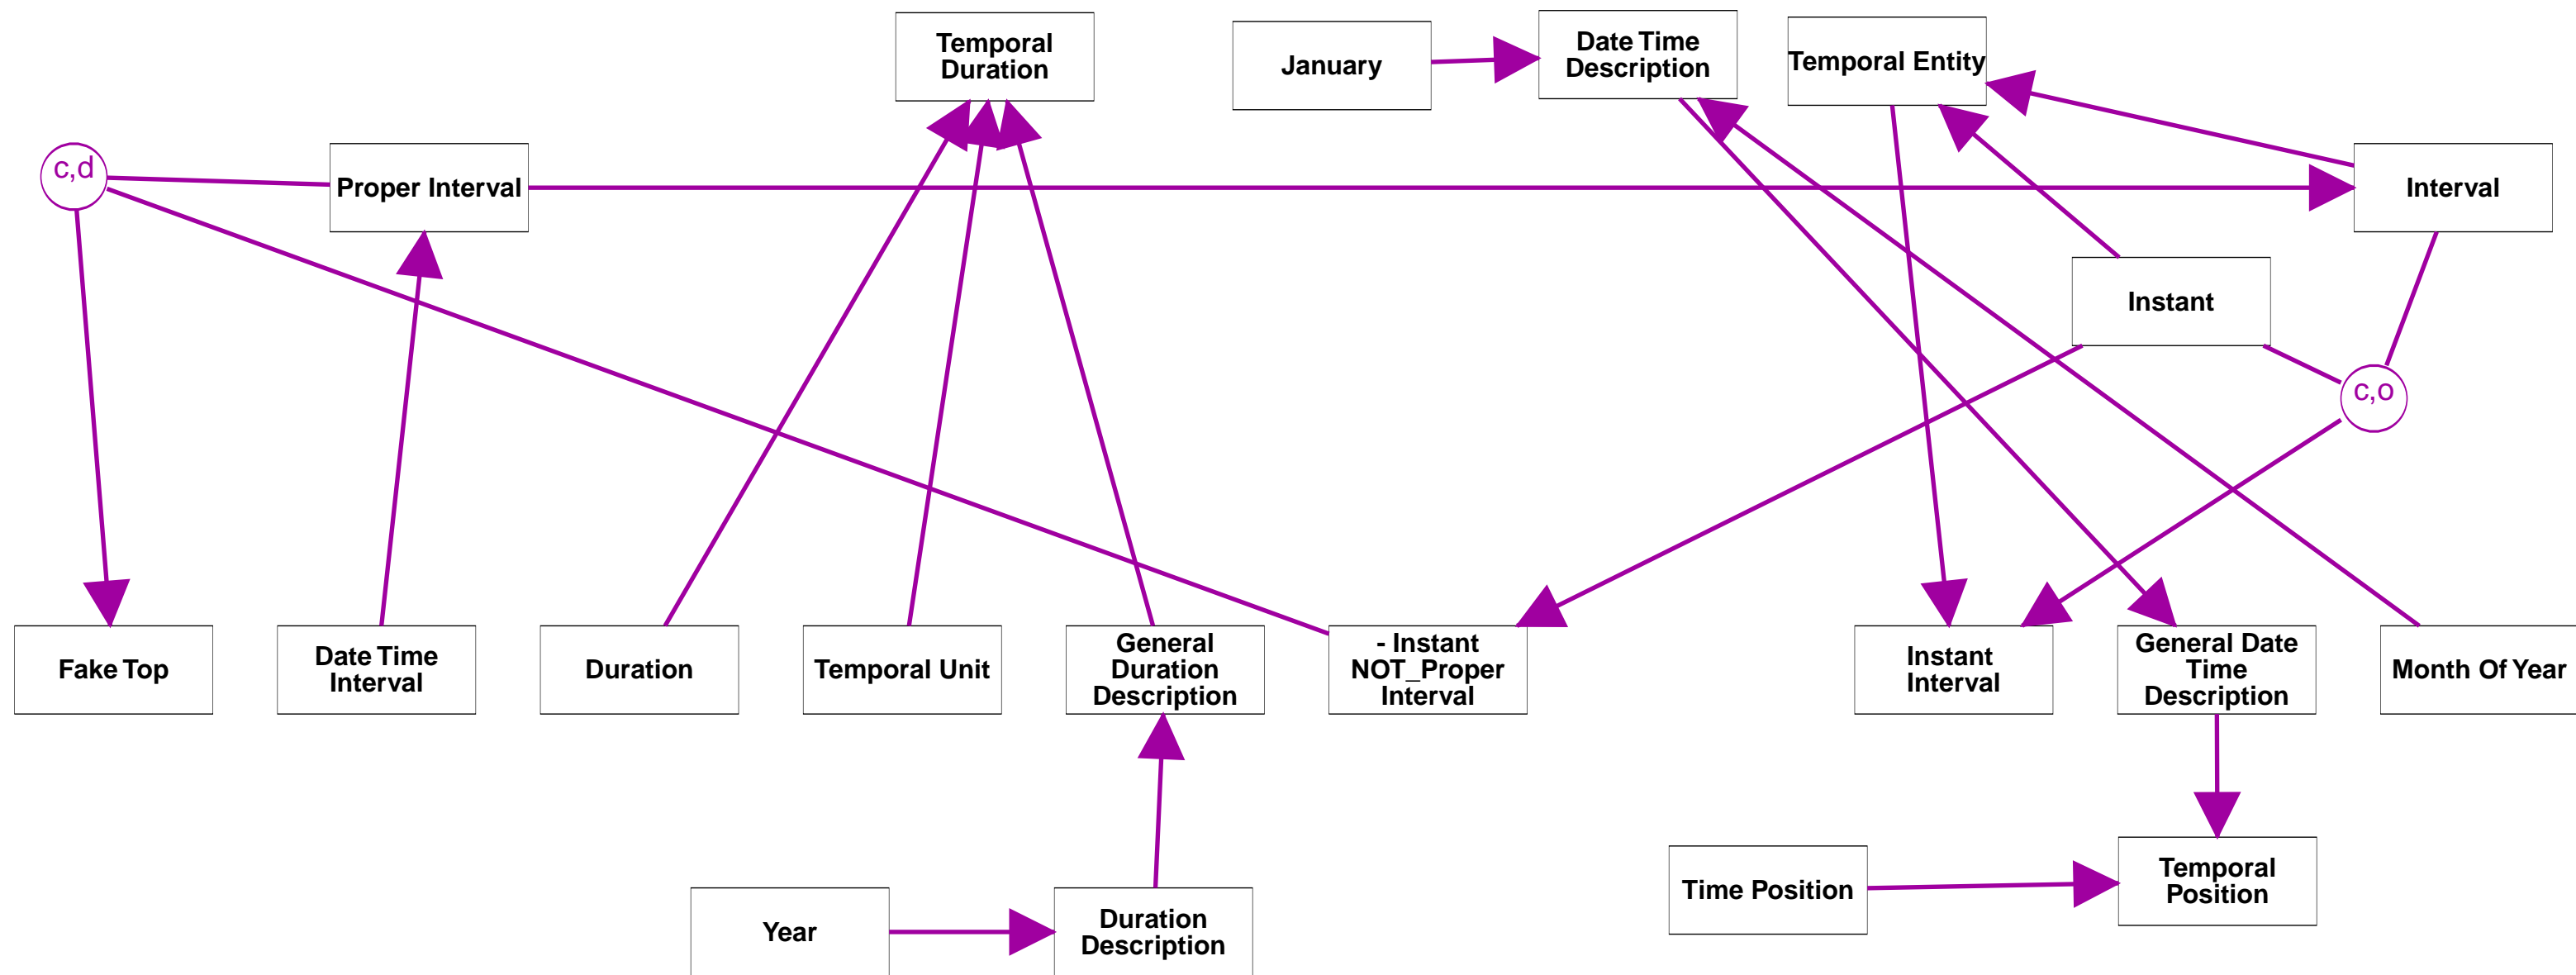 Temporal
Duration
January
Date Time
Description
Temporal Entity
c,d
Proper Interval
Interval
Instant
c,o
Fake Top
Date Time
Interval
Duration
Temporal Unit
General
Duration
Description
- Instant
NOT_Proper
Interval
Instant
Interval
General Date
Time
Description
Month Of Year
Year
Duration
Description
Time Position
Temporal
Position